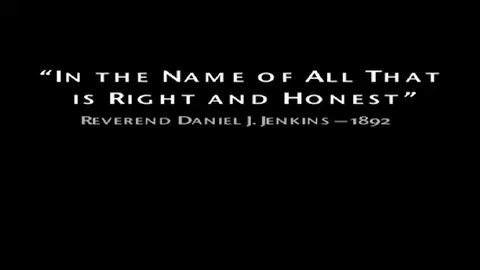 “In the Name of All That
is Right and Honest”
Reverend Daniel J. Jenkins —1892